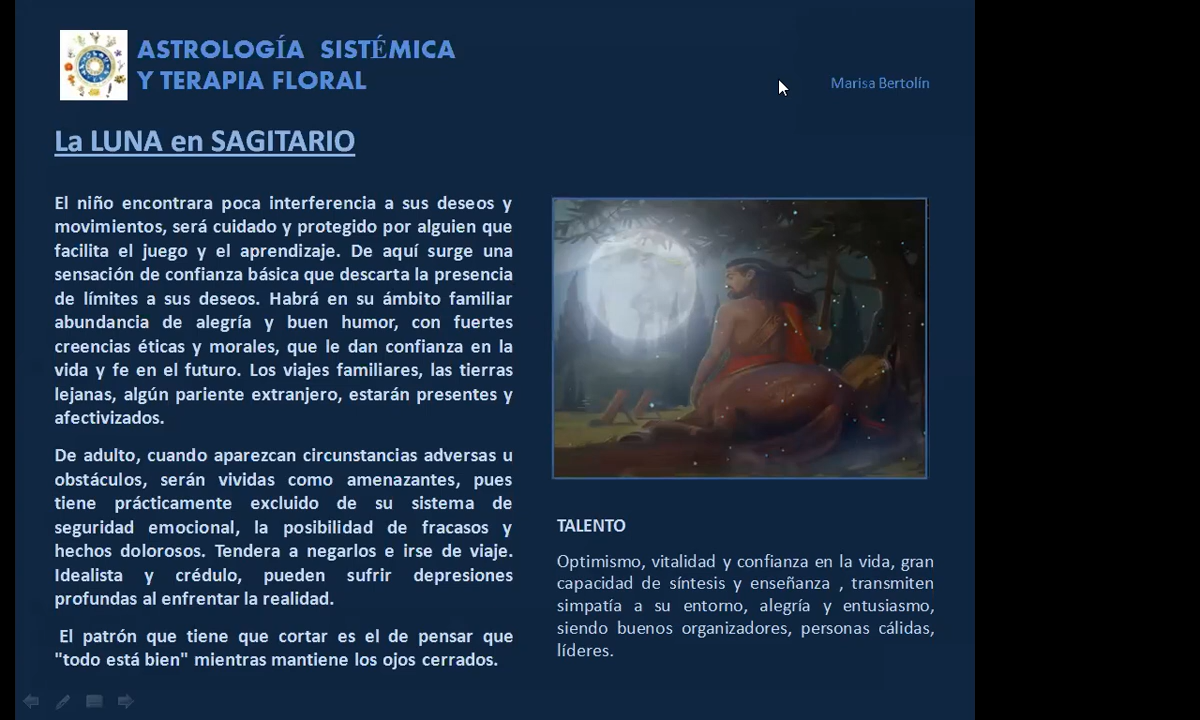 ASTROLOGÍA SISTÉMICA
Y TERAPIA FLORAL
Marisa Bertolín
La LUNA en SAGITARIO
El niño encontrara poca interferencia a sus deseos y
movimientos, será cuidado y protegido por alguien que
facilita el juego y el aprendizaje. De aquí surge una
sensación de confianza básica que descarta la presencia
de límites a sus deseos. Habrá en su ámbito familiar
abundancia de alegría y buen humor, con fuertes
creencias éticas y morales, que le dan confianza en la
vida y fe en el futuro. Los viajes familiares, las tierras
lejanas, algún pariente extranjero, estarán presentes y
afectivizados.
De adulto, cuando aparezcan circunstancias adversas u
obstáculos, serán vividas como amenazantes, pues
tiene prácticamente excluido de su sistema de
seguridad emocional, la posibilidad de fracasos y
hechos dolorosos. Tendera a negarlos e irse de viaje.
Idealista y crédulo, pueden sufrir depresiones
profundas al enfrentar la realidad.
El patrón que tiene que cortar es el de pensar que
"todo está bien" mientras mantiene los ojos cerrados.
TALENTO
Optimismo, vitalidad y confianza en la vida, gran
capacidad de síntesis y enseñanza , transmiten
simpatía a su entorno, alegría y entusiasmo,
siendo buenos organizadores, personas cálidas,
líderes.